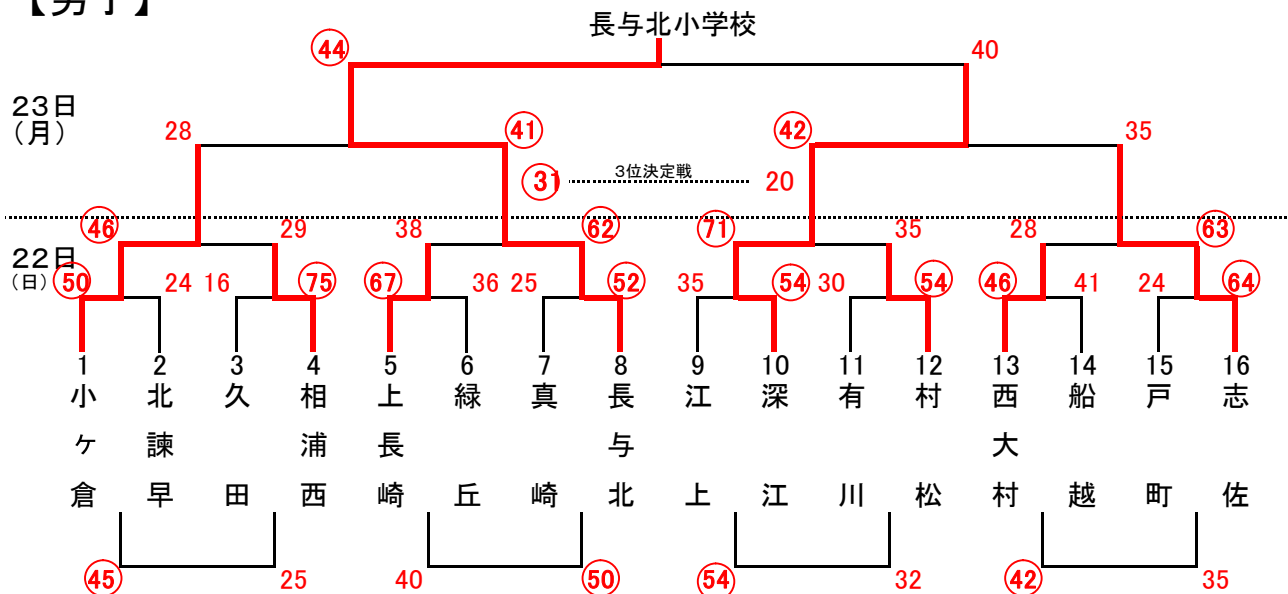 【男子】
長与北小学校
44 40
23日
(月)
28 41 42 35
31 3位決定戦 20
46 29 38 62 71 35 28 63
22日
(日)
50 24 16 75 67 36 25 52 35 54 30 54 46 41 24 64
1 2 3 4 5 6 7 8 9 10 11 12 13 14 15 16
小ケ倉
北諫早
久田
相浦西
上長崎
緑丘
真崎
長与北
江上
深江
有川
村松
西大村
船越
戸町
志佐
45 25 40 50 54 32 42 35